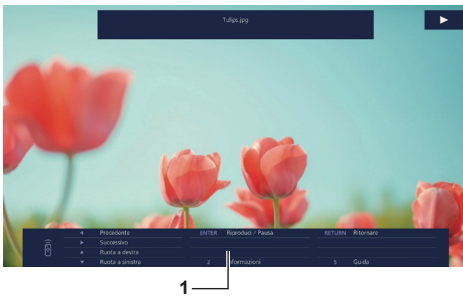 Tulips.jpg
Precedente ENTER Riproduci / Pausa RETURN Ritornare
Successivo
Ruota a destra
Ruota a sinistra 2 Informazioni 5 Guida
1